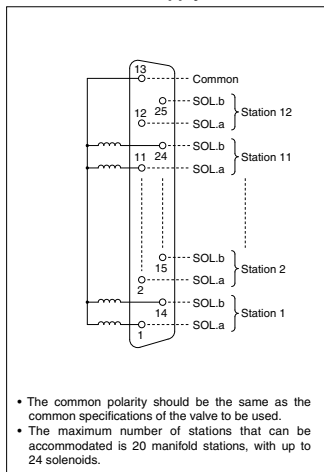 13
Common
SOL.b
25
12
SOL.a
Station 12
SOL.b
24
11
SOL.a
Station 11
SOL.b
15
2
SOL.a
Station 2
SOL.b
14
1
SOL.a
Station 1
• The common polarity should be the same as the
common specifications of the valve to be used.
• The maximum number of stations that can be
accommodated is 20 manifold stations, with up to
24 solenoids.